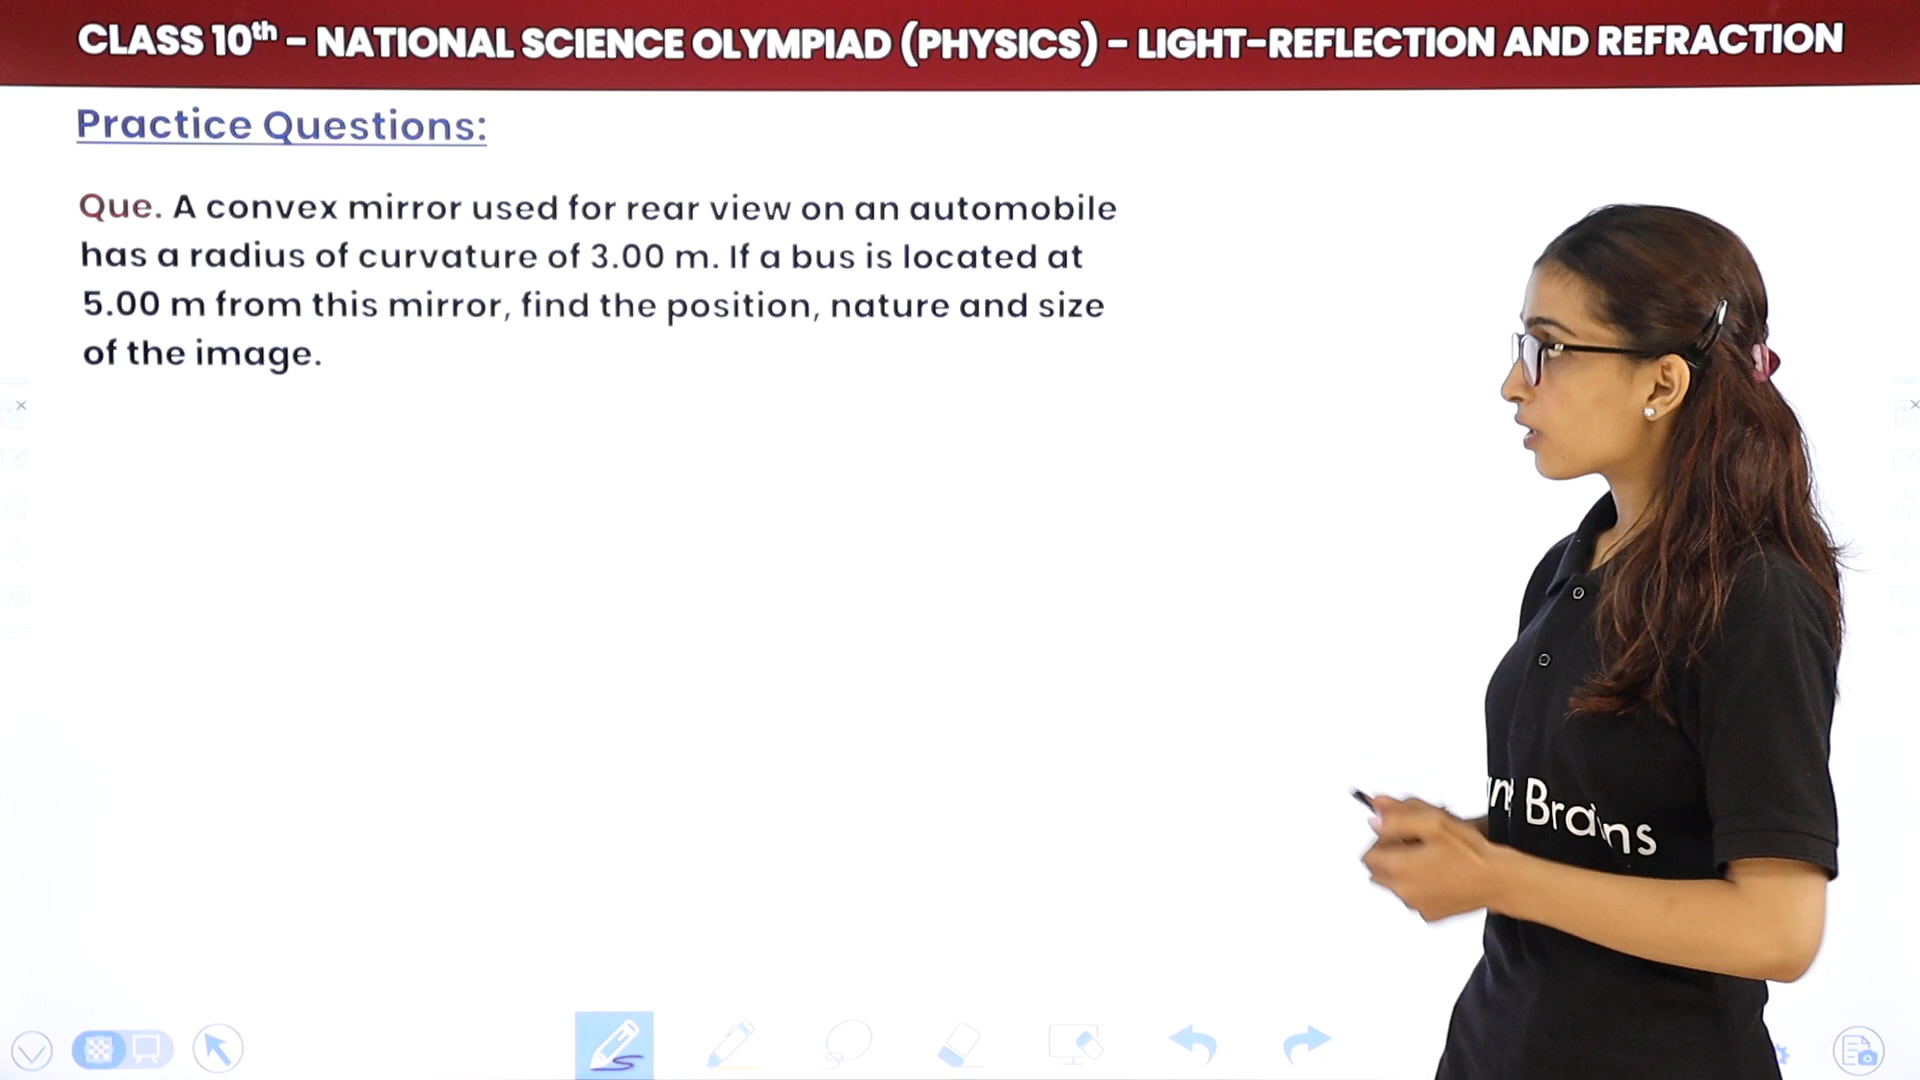 CLASS 10th - NATIONAL SCIENCE OLYMPIAD (PHYSICS) - LIGHT-REFLECTION AND REFRACTION
Practice Questions:
Que. A convex mirror used for rear view on an automobile
has a radius of curvature of 3.00 m. If a bus is located at
5.00 m from this mirror, find the position, nature and size
of the image.
Brains